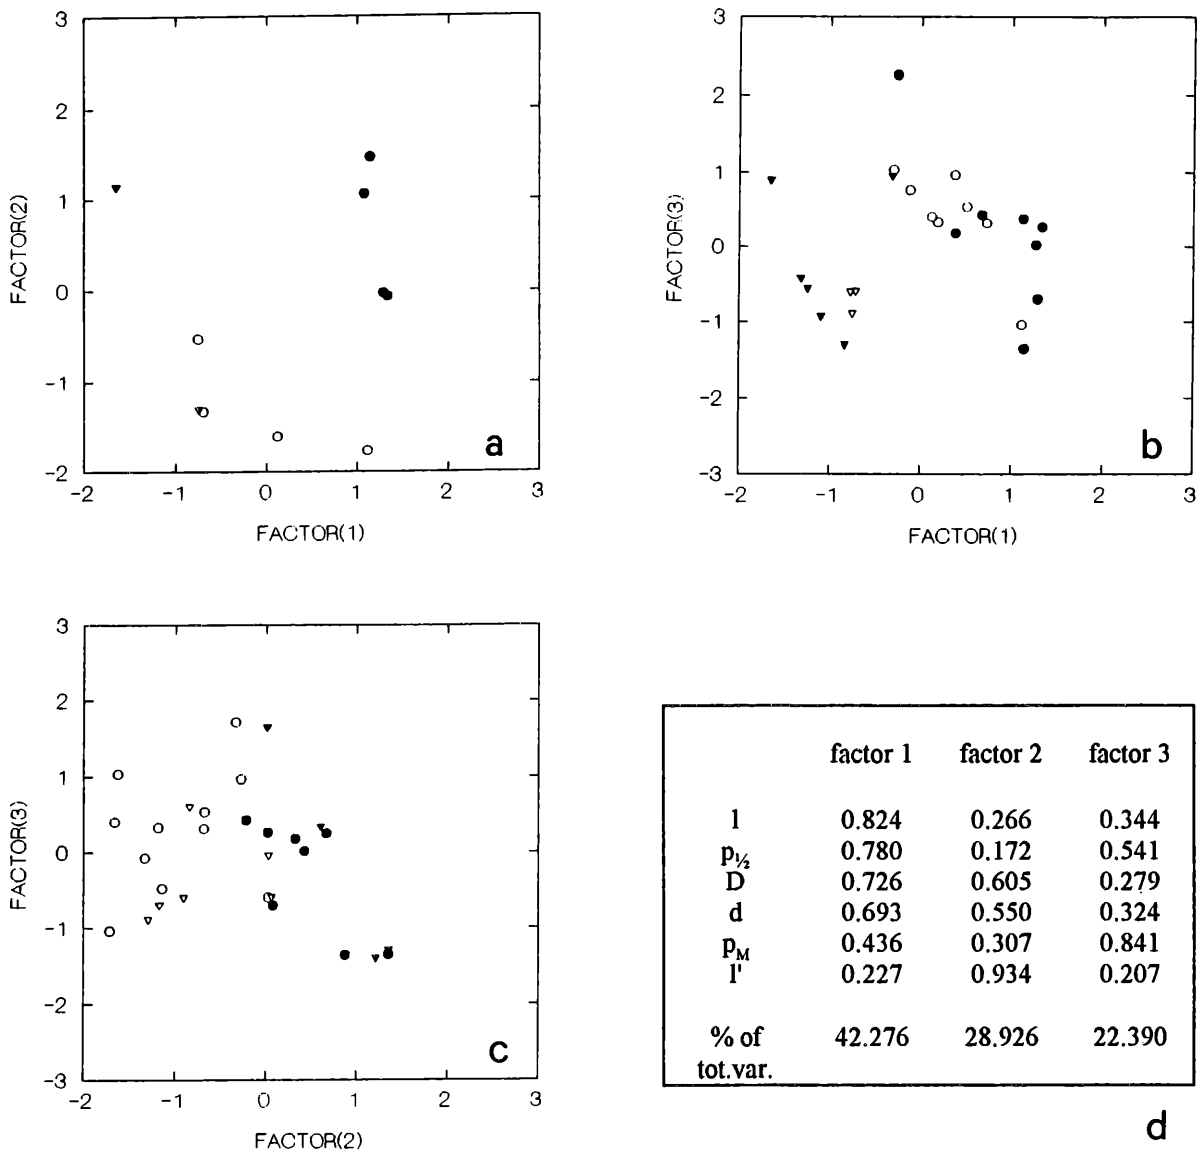 3
2
1
0
-1
-2
FACTOR(2)
-2 -1 0 1 2 3
FACTOR(1)
a
3
2
1
0
-1
-2
-3
FACTOR(3)
-2 -1 0 1 2 3
FACTOR(1)
b
3
2
1
0
-1
-2
-3
FACTOR(3)
-2 -1 0 1 2 3
FACTOR(2)
c
factor 1 factor 2 factor 3
l 0.824 0.266 0.344
p½ 0.780 0.172 0.541
D 0.726 0.605 0.279
d 0.693 0.550 0.324
pM 0.436 0.307 0.841
l' 0.227 0.934 0.207
% of 42.276 28.926 22.390
tot.var.
d